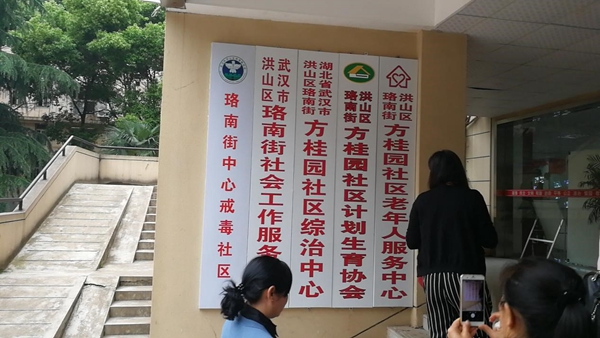 珞南街中心戒毒社区
武汉市
洪山区
珞南街社会工作服务
湖北省武汉市
洪山区珞南街
方桂园社区综治中心
洪山区
珞南街
方桂园社区计划生育协会
洪山区
珞南街
方桂园社区老年人服务中心